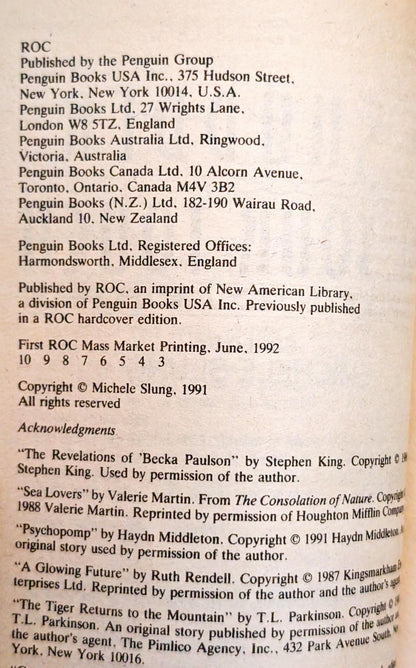 ROC
Published by the Penguin Group
Penguin Books USA Inc., 375 Hudson Street,
New York, New York 10014, U.S.A.
Penguin Books Ltd, 27 Wrights Lane,
London W8 5TZ, England
Penguin Books Australia Ltd, Ringwood,
Victoria, Australia
Penguin Books Canada Ltd, 10 Alcorn Avenue,
Toronto, Ontario, Canada M4V 3B2
Penguin Books (N.Z.) Ltd, 182-190 Wairau Road,
Auckland 10, New Zealand
Penguin Books Ltd, Registered Offices:
Harmondsworth, Middlesex, England
Published by ROC, an imprint of New American Library,
a division of Penguin Books USA Inc. Previously published
in a ROC hardcover edition.
First ROC Mass Market Printing, June, 1992
10 9 8 7 6 5 4 3
Copyright © Michele Slung, 1991
All rights reserved
Acknowledgments
"The Revelations of 'Becka Paulson" by Stephen King. Copyright ©
Stephen King. Used by permission of the author.
"Sea Lovers" by Valerie Martin. From The Consolation of Nature. Copyright
1988 Valerie Martin. Reprinted by permission of Houghton Mifflin
"Psychopomp" by Haydn Middleton. Copyright © 1991 Haydn Middleton.
original story used by permission of the author.
"A Glowing Future" by Ruth Rendell. Copyright © 1987 Kingsmarkham
terprises Ltd. Reprinted by permission of the author and the author's
"The Tiger Returns to the Mountain" by T.L. Parkinson. Copyright ©
T.L. Parkinson. An original story published by permission of the author
the author's agent, The Pimlico Agency, Inc., 432 Park Avenue South,
York, New York 10016.